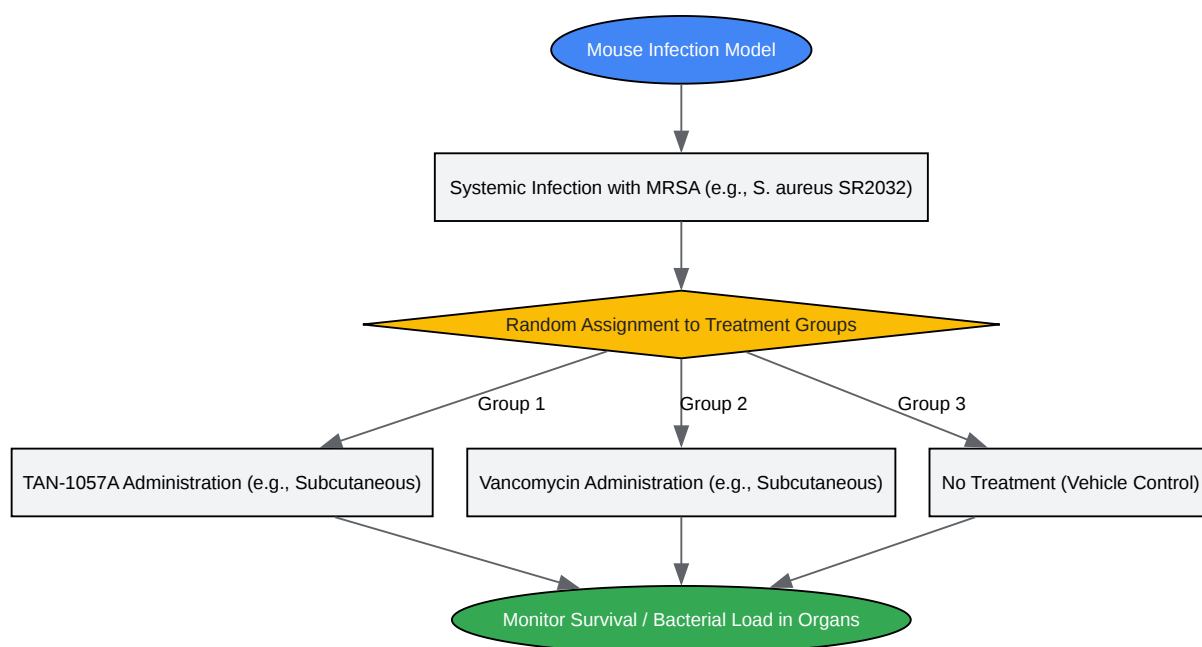 Mouse Infection Model
Systemic Infection with MRSA (e.g., S. aureus SR2032)
Random Assignment to Treatment Groups
Group 1
Group 2
Group 3
TAN-1057A Administration (e.g., Subcutaneous)
Vancomycin Administration (e.g., Subcutaneous)
No Treatment (Vehicle Control)
Monitor Survival / Bacterial Load in Organs